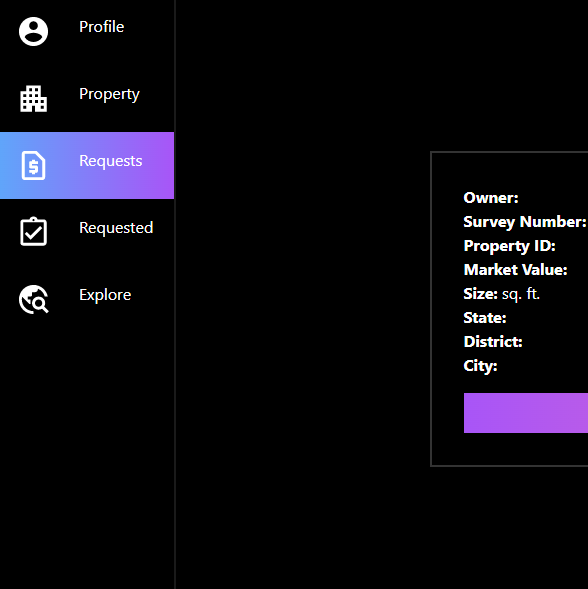 Profile
Property
Requests
Requested
Explore
Owner:
Survey Number:
Property ID:
Market Value:
Size: sq. ft.
State:
District:
City: